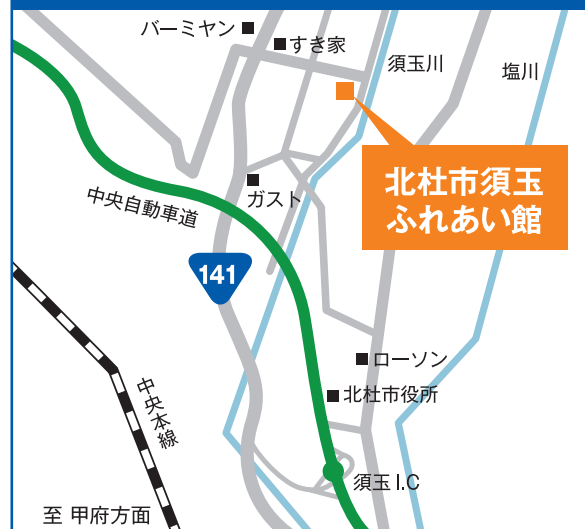 バーミヤン
すき家
須玉川
塩川
北杜市須玉
ふれあい館
ガスト
中央自動車道
141
ローソン
北杜市役所
中央本線
須玉I.C
至 甲府方面